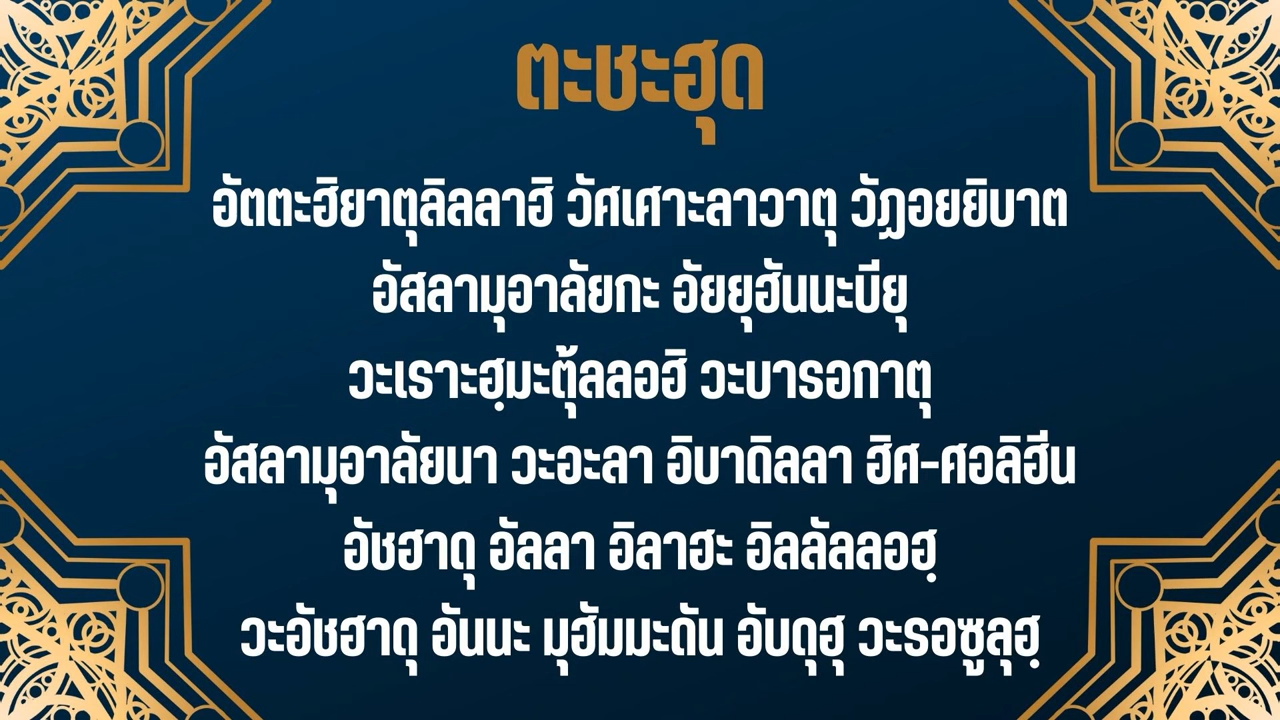 ตะชะฮุด
อัตตะฮิยาตุลิลลาฮิ วัศเศาะลาวาตุ วัฏอยยิบาต
อัสลามุอาลัยกะ อัยยุฮันนะบียุ
วะเราะฮฺมะตุ้ลลอฮิ วะบารอกาตุ
อัสลามุอาลัยนา วะอะลา อิบาดิลลา ฮิศ-ศอลิฮีน
อัชฮาดุ อัลลา อิลาฮะ อิลลัลลอฮฺ
วะอัชฮาดุ อันนะ มุฮัมมะดัน อับดุฮุ วะรอซูลุฮฺ